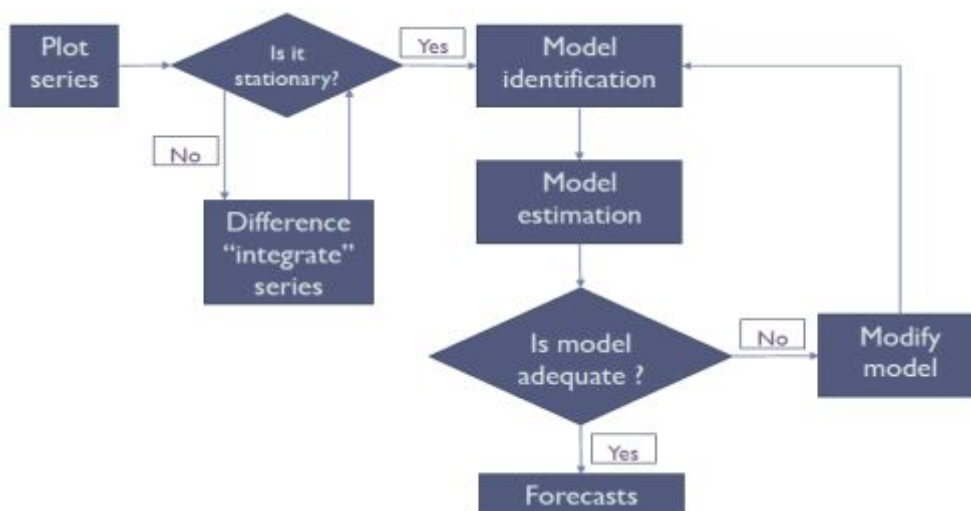 Plot
series
Is it
stationary?
Yes
Model
identification
No
Difference
“integrate”
series
Model
estimation
Is model
adequate ?
No
Modify
model
Yes
Forecasts